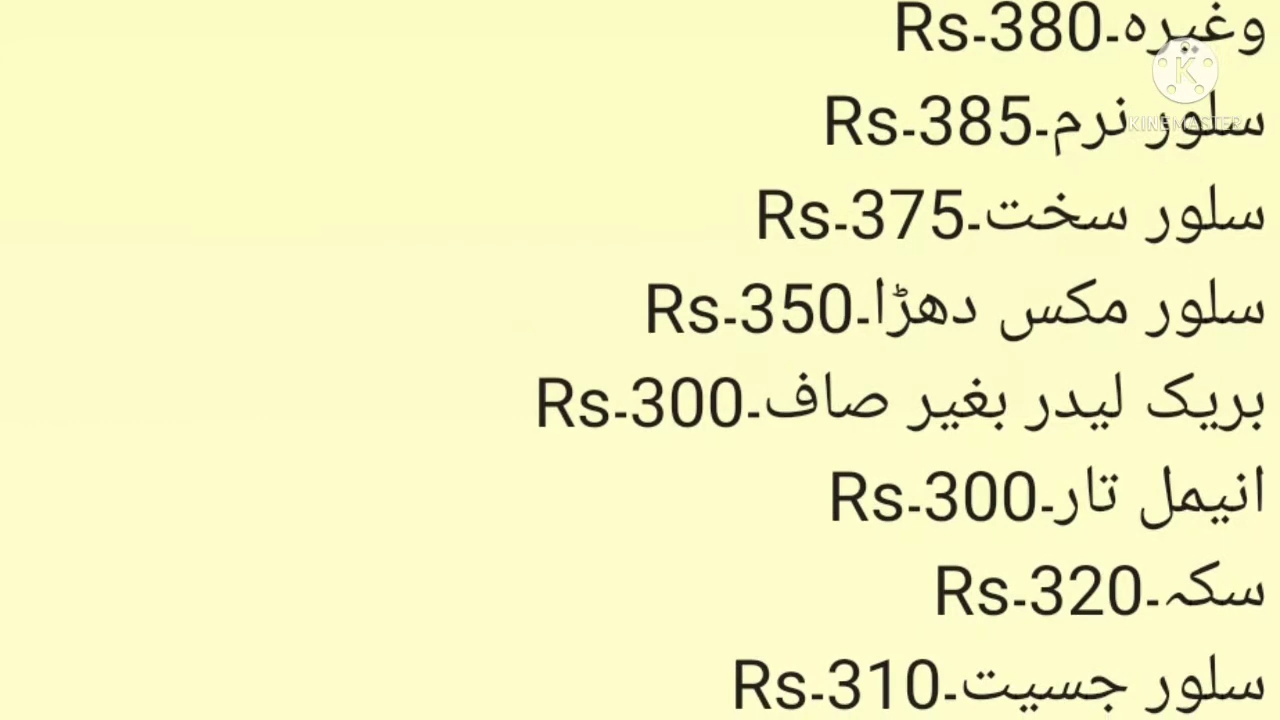 وغیرہ۔Rs-380
سلور نرم۔Rs-385
سلور سخت۔Rs-375
سلور مکس دھڑا۔Rs-350
بریک لیدر بغیر صاف۔Rs-300
انیمل تار۔Rs-300
سکہ۔Rs-320
سلور جسیت۔Rs-310
K
KINEMASTER